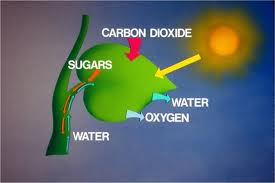 CARBON DIOXIDE
SUGARS
WATER
OXYGEN
WATER